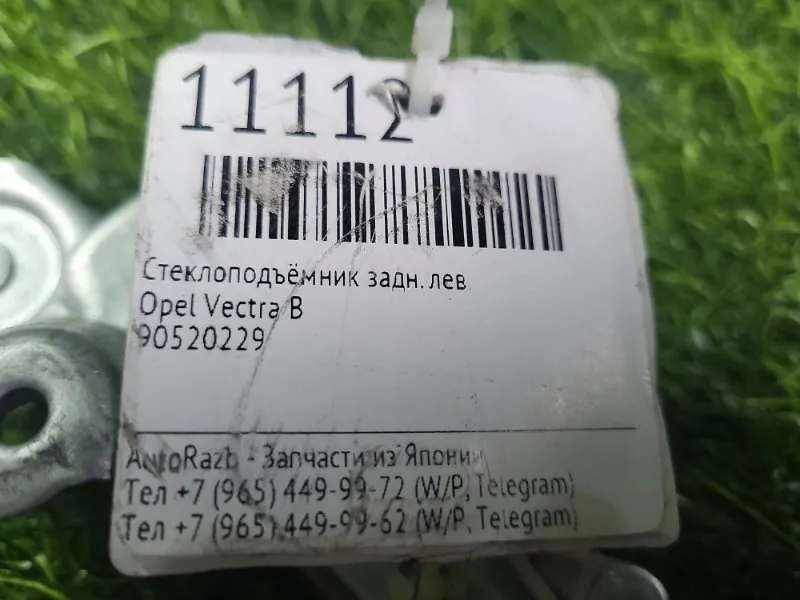 11112
Стеклоподъёмник задн. лев
Opel Vectra B
90520229
AutoRazb - Запчасти из Японии
Тел +7 (965) 449-99-72 (W/P, Telegram)
Тел +7 (965) 449-99-62 (W/P, Telegram)